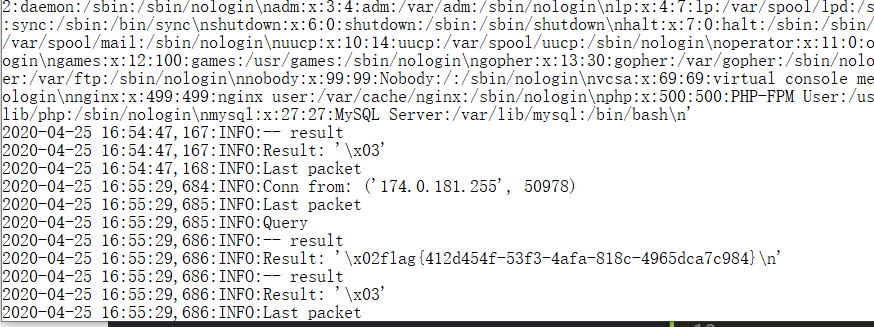 2:daemon:/sbin:/sbin/nologin\nadm:x:3:4:adm:/var/adm:/sbin/nologin\nlp:x:4:7:lp:/var/spool/lpd:/s
:sync:/sbin:/bin/sync\nshutdown:x:6:0:shutdown:/sbin:/sbin/shutdown\nhalt:x:7:0:halt:/sbin:/sbin/
/var/spool/mail:/sbin/nologin\nuucp:x:10:14:uucp:/var/spool/uucp:/sbin/nologin\noperator:x:11:0:o
ogin\ngames:x:12:100:games:/usr/games:/sbin/nologin\ngopher:x:13:30:gopher:/var/gopher:/sbin/nolo
er:/var/ftp:/sbin/nologin\nnobody:x:99:99:Nobody:/:/sbin/nologin\nvcsa:x:69:69:virtual console me
ologin\nnginx:x:499:499:nginx user:/var/cache/nginx:/sbin/nologin\nphp:x:500:500:PHP-FPM User:/us
lib/php:/sbin/nologin\nmysql:x:27:27:MySQL Server:/var/lib/mysql:/bin/bash\n'
2020-04-25 16:54:47,167:INFO:-- result
2020-04-25 16:54:47,167:INFO:Result: '\x03'
2020-04-25 16:54:47,168:INFO:Last packet
2020-04-25 16:55:29,684:INFO:Conn from: ('174.0.181.255', 50978)
2020-04-25 16:55:29,685:INFO:Last packet
2020-04-25 16:55:29,685:INFO:Query
2020-04-25 16:55:29,686:INFO:-- result
2020-04-25 16:55:29,686:INFO:Result: '\x02flag{412d454f-53f3-4afa-818c-4965dca7c984}\n'
2020-04-25 16:55:29,686:INFO:-- result
2020-04-25 16:55:29,686:INFO:Result: '\x03'
2020-04-25 16:55:29,686:INFO:Last packet